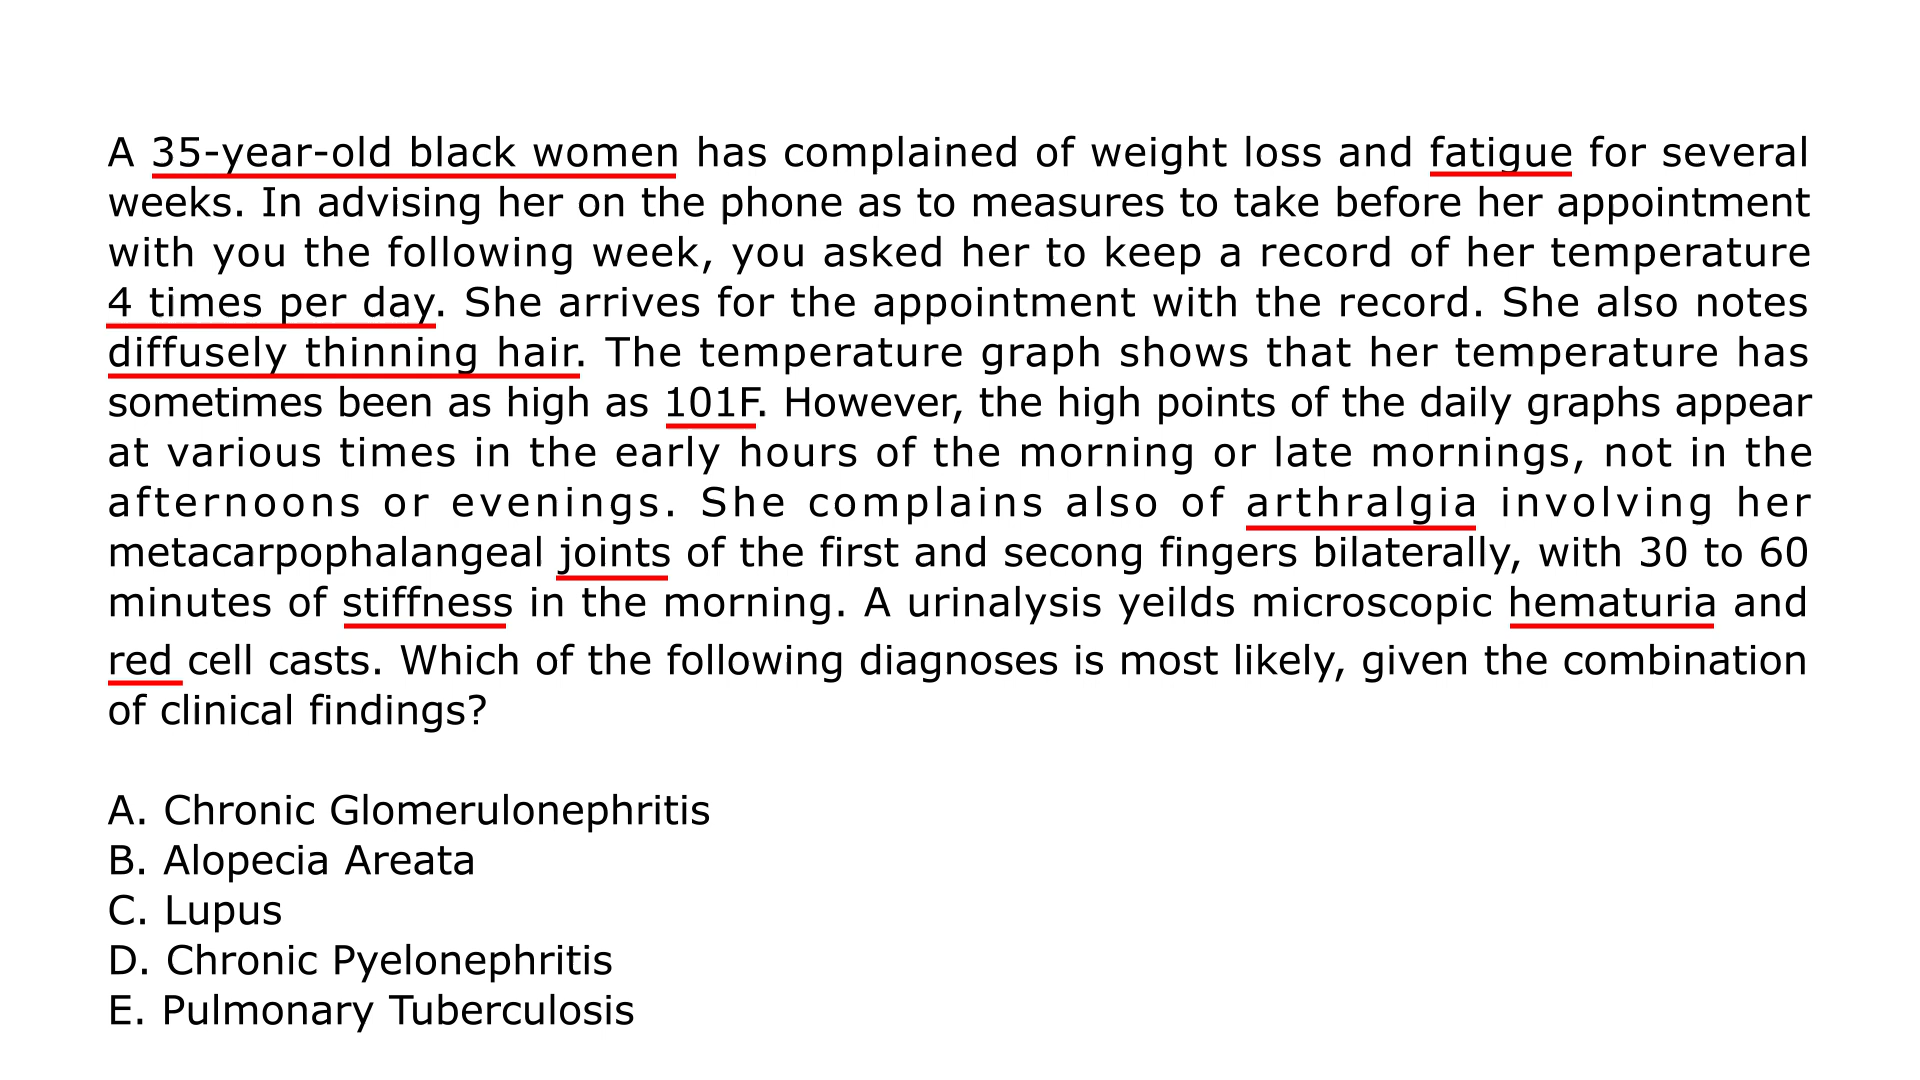 A 35-year-old black women has complained of weight loss and fatigue for several
weeks. In advising her on the phone as to measures to take before her appointment
with you the following week, you asked her to keep a record of her temperature
4 times per day. She arrives for the appointment with the record. She also notes
diffusely thinning hair. The temperature graph shows that her temperature has
sometimes been as high as 101F. However, the high points of the daily graphs appear
at various times in the early hours of the morning or late mornings, not in the
afternoons or evenings. She complains also of arthralgia involving her
metacarpophalangeal joints of the first and secong fingers bilaterally, with 30 to 60
minutes of stiffness in the morning. A urinalysis yeilds microscopic hematuria and
red cell casts. Which of the following diagnoses is most likely, given the combination
of clinical findings?
A. Chronic Glomerulonephritis
B. Alopecia Areata
C. Lupus
D. Chronic Pyelonephritis
E. Pulmonary Tuberculosis